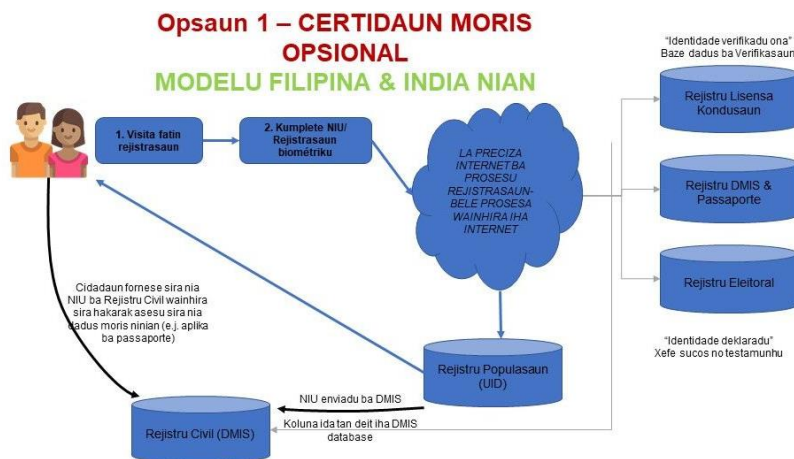 Opsaun 1 – CERTIDAUN MORIS
OPSIONAL
MODELU FILIPINA & INDIA NIAN
“Identidade verifikadu ona”
Baze dadus ba Verifikasaun
Rejistru Lisensa
Kondusaun
1. Visita fatin
rejistrasaun
2. Kumplete NIU/
Rejistrasaun
biométriku
LA PRECIZA
INTERNET BA
PROSESU
REJISTRASAUN-
BELE PROSESA
WAINHIRA IHA
INTERNET
Rejistru DMIS &
Passaporte
Rejistru Eleitoral
Cidadaun fornese sira nia
NIU ba Rejistru Civil wainhira
sira hakarak asesu sira nia
dadus moris ninian (e.j. aplika
ba passaporte)
“Identidade deklaradu”
Xefe sucos no testamunhu
Rejistru Populasaun
(UID)
NIU enviadu ba DMIS
Koluna ida tan deit iha DMIS
database
Rejistru Civil (DMIS)